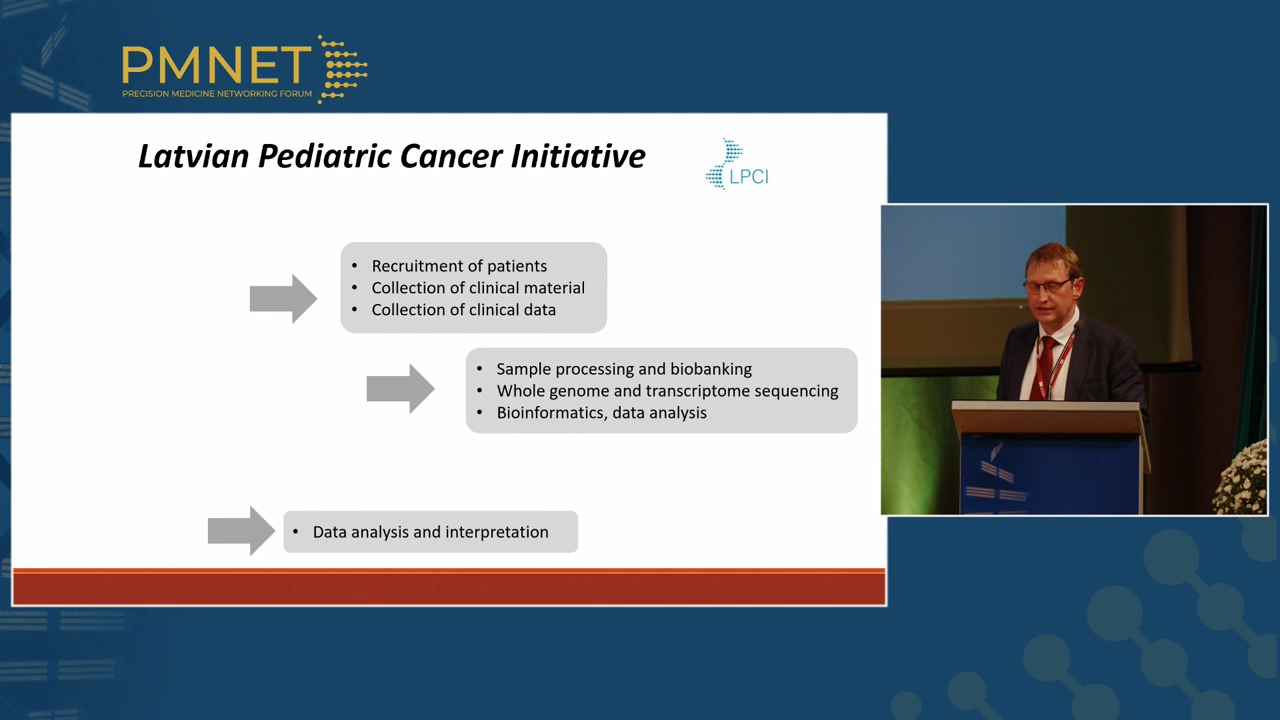 PMNET
PRECISION MEDICINE NETWORKING FORUM
Latvian Pediatric Cancer Initiative
LPCI
• Recruitment of patients
• Collection of clinical material
• Collection of clinical data
• Sample processing and biobanking
• Whole genome and transcriptome sequencing
• Bioinformatics, data analysis
• Data analysis and interpretation